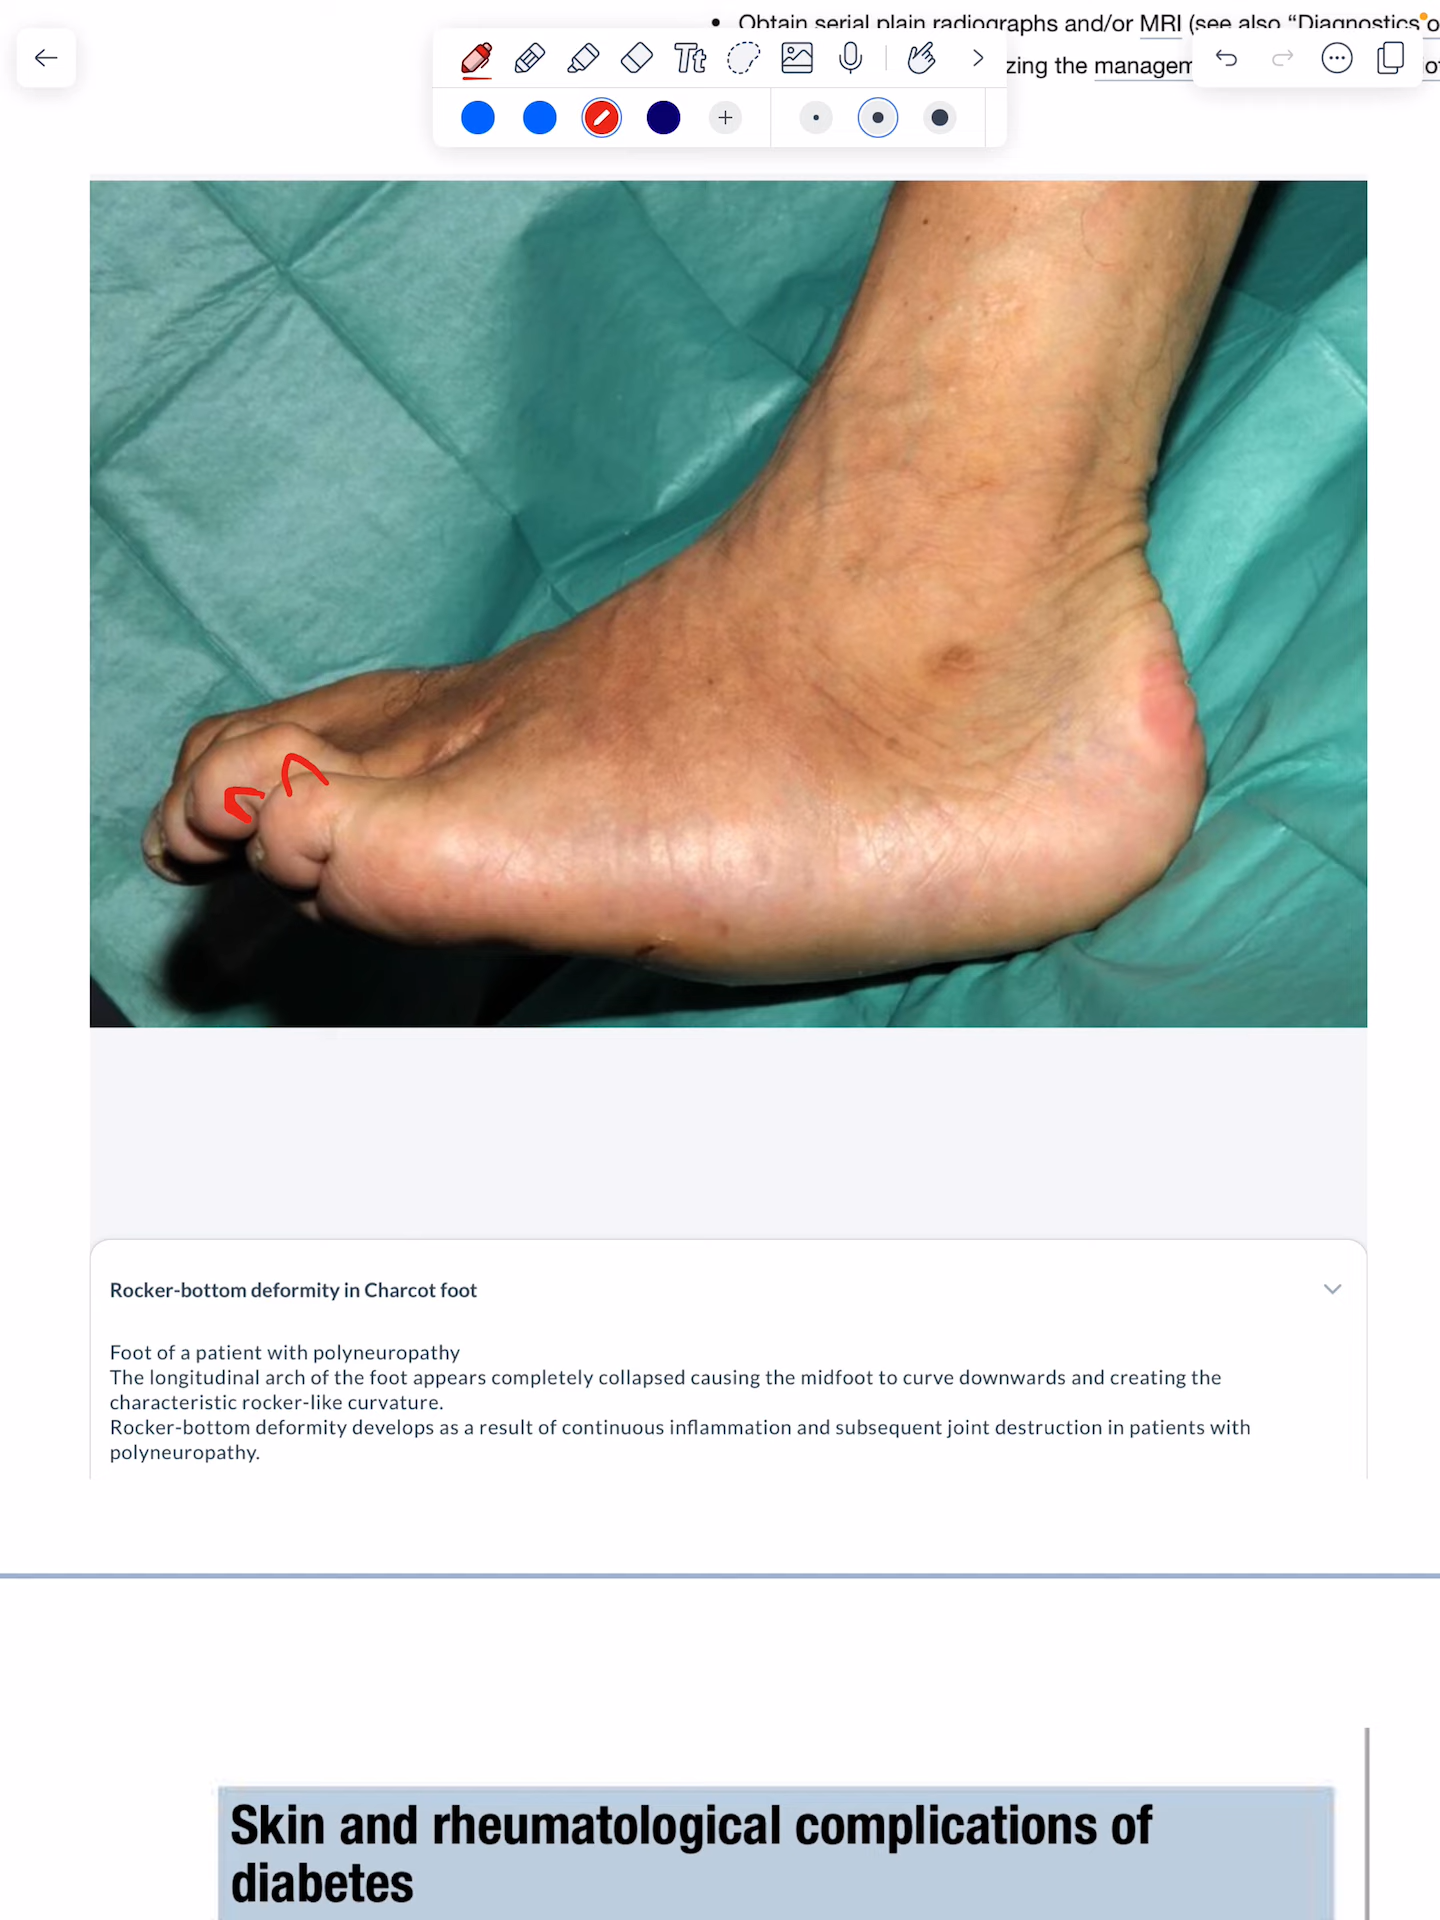 Obtain serial plain radiographs and/or MRI (see also “Diagnostics o
Tt
zing the managem
Rocker-bottom deformity in Charcot foot
Foot of a patient with polyneuropathy
The longitudinal arch of the foot appears completely collapsed causing the midfoot to curve downwards and creating the
characteristic rocker-like curvature.
Rocker-bottom deformity develops as a result of continuous inflammation and subsequent joint destruction in patients with
polyneuropathy.
Skin and rheumatological complications of
diabetes